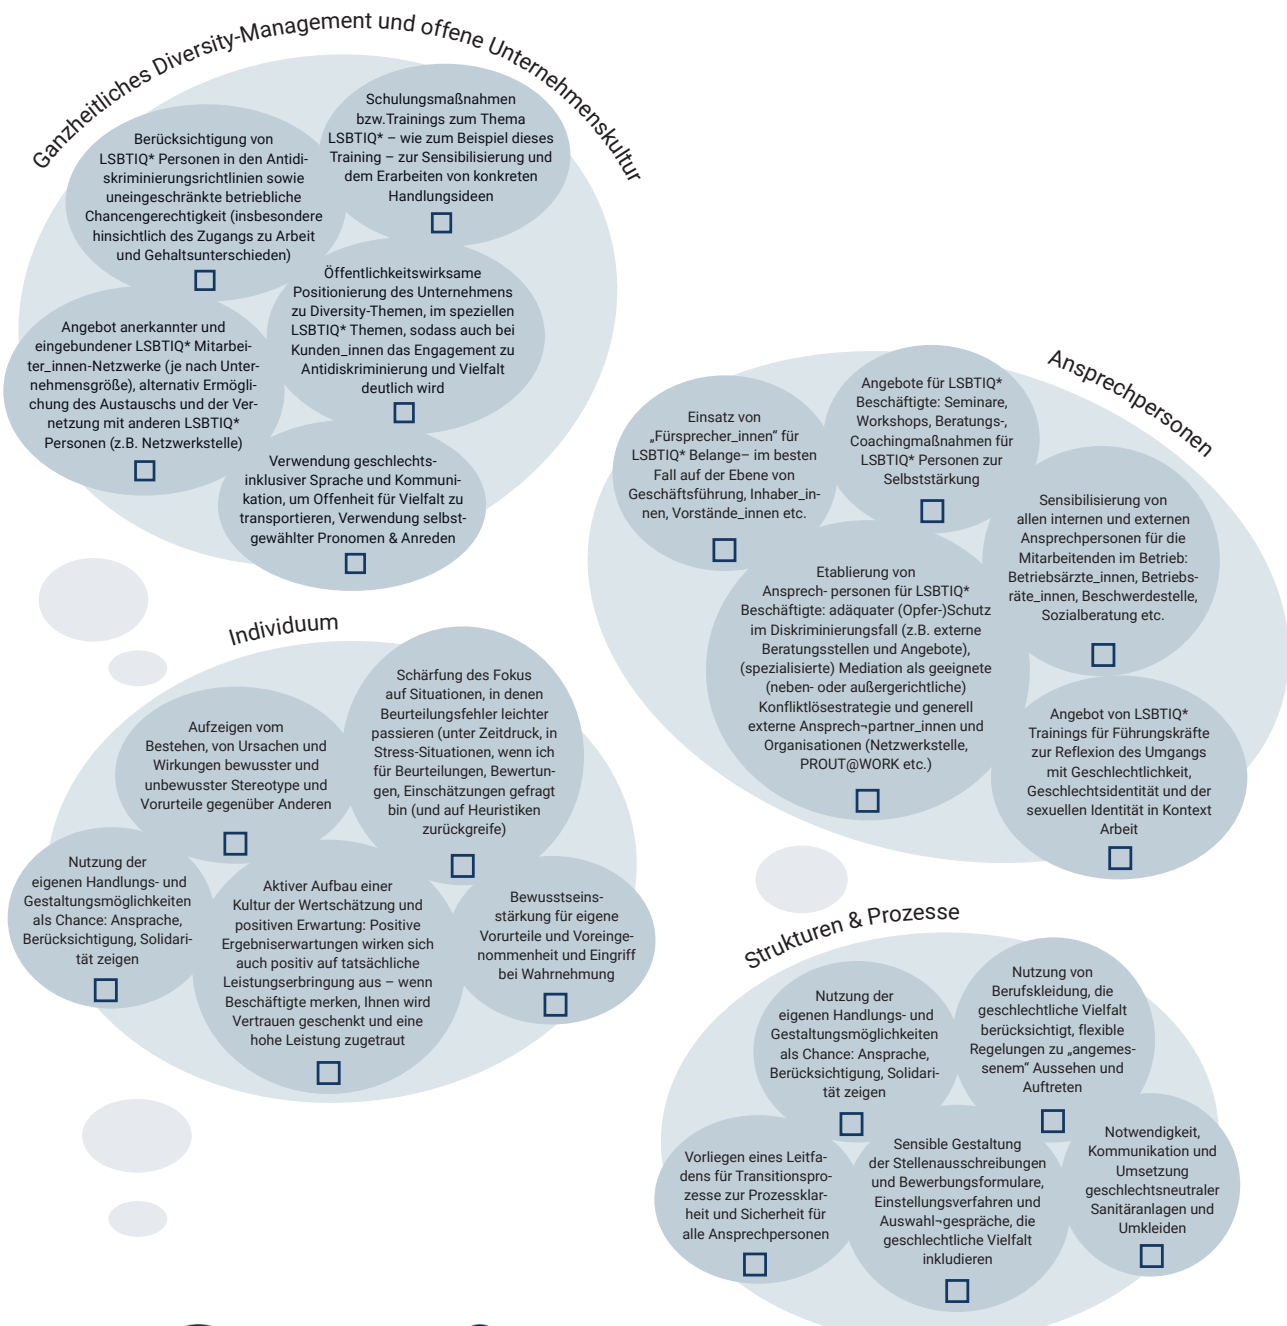 Ganzheitliches Diversity-Management und offene Unternehmenskultur
Berücksichtigung von
LSBTIQ* Personen in den Antidi-
skriminierungsrichtlinien sowie
uneingeschränkte betriebliche
Chancengerechtigkeit (insbesondere
hinsichtlich des Zugangs zu Arbeit
und Gehaltsunterschieden)
Schulungsmaßnahmen
bzw.Trainings zum Thema
LSBTIQ* – wie zum Beispiel dieses
Training – zur Sensibilisierung und
dem Erarbeiten von konkreten
Handlungsideen
Öffentlichkeitswirksame
Positionierung des Unternehmens
zu Diversity-Themen, im speziellen
LSBTIQ* Themen, sodass auch bei
Kunden_innen das Engagement zu
Antidiskriminierung und Vielfalt
deutlich wird
Angebot anerkannter und
eingebundener LSBTIQ* Mitarbei-
ter_innen-Netzwerke (je nach Unter-
nehmensgröße), alternativ Ermögli-
chung des Austauschs und der Ver-
netzung mit anderen LSBTIQ*
Personen (z.B. Netzwerkstelle)
Verwendung geschlechts-
inklusiver Sprache und Kommuni-
kation, um Offenheit für Vielfalt zu
transportieren, Verwendung selbst-
gewählter Pronomen & Anreden
Ansprechpersonen
Einsatz von
„Fürsprecher_innen“ für
LSBTIQ* Belange– im besten
Fall auf der Ebene von
Geschäftsführung, Inhaber_in-
nen, Vorstände_innen etc.
Angebote für LSBTIQ*
Beschäftigte: Seminare,
Workshops, Beratungs-,
Coachingmaßnahmen für
LSBTIQ* Personen zur
Selbststärkung
Sensibilisierung von
allen internen und externen
Ansprechpersonen für die
Mitarbeitenden im Betrieb:
Betriebsärzte_innen, Betriebs-
räte_innen, Beschwerdestelle,
Sozialberatung etc.
Etablierung von
Ansprech- personen für LSBTIQ*
Beschäftigte: adäquater (Opfer-)Schutz
im Diskriminierungsfall (z.B. externe
Beratungsstellen und Angebote),
(spezialisierte) Mediation als geeignete
(neben- oder außergerichtliche)
Konfliktlösestrategie und generell
externe Ansprech¬partner_innen und
Organisationen (Netzwerkstelle,
PROUT@WORK etc.)
Angebot von LSBTIQ*
Trainings für Führungskräfte
zur Reflexion des Umgangs
mit Geschlechtlichkeit,
Geschlechtsidentität und der
sexuellen Identität in Kontext
Arbeit
Individuum
Aufzeigen vom
Bestehen, von Ursachen und
Wirkungen bewusster und
unbewusster Stereotype und
Vorurteile gegenüber Anderen
Schärfung des Fokus
auf Situationen, in denen
Beurteilungsfehler leichter
passieren (unter Zeitdruck, in
Stress-Situationen, wenn ich
für Beurteilungen, Bewertun-
gen, Einschätzungen gefragt
bin (und auf Heuristiken
zurückgreife)
Nutzung der
eigenen Handlungs- und
Gestaltungsmöglichkeiten
als Chance: Ansprache,
Berücksichtigung, Solidari-
tät zeigen
Aktiver Aufbau einer
Kultur der Wertschätzung und
positiven Erwartung: Positive
Ergebniserwartungen wirken sich
auch positiv auf tatsächliche
Leistungserbringung aus – wenn
Beschäftigte merken, Ihnen wird
Vertrauen geschenkt und eine
hohe Leistung zugetraut
Bewusstseins-
stärkung für eigene
Vorurteile und Voreinge-
nommenheit und Eingriff
bei Wahrnehmung
Strukturen & Prozesse
Nutzung der
eigenen Handlungs- und
Gestaltungsmöglichkeiten
als Chance: Ansprache,
Berücksichtigung, Solidari-
tät zeigen
Nutzung von
Berufskleidung, die
geschlechtliche Vielfalt
berücksichtigt, flexible
Regelungen zu „angemes-
senem“ Aussehen und
Auftreten
Vorliegen eines Leitfa-
dens für Transitionspro-
zesse zur Prozessklar-
heit und Sicherheit für
alle Ansprechpersonen
Sensible Gestaltung
der Stellenausschreibungen
und Bewerbungsformulare,
Einstellungsverfahren und
Auswahl¬gespräche, die
geschlechtliche Vielfalt
inkludieren
Notwendigkeit,
Kommunikation und
Umsetzung
geschlechtsneutraler
Sanitäranlagen und
Umkleiden